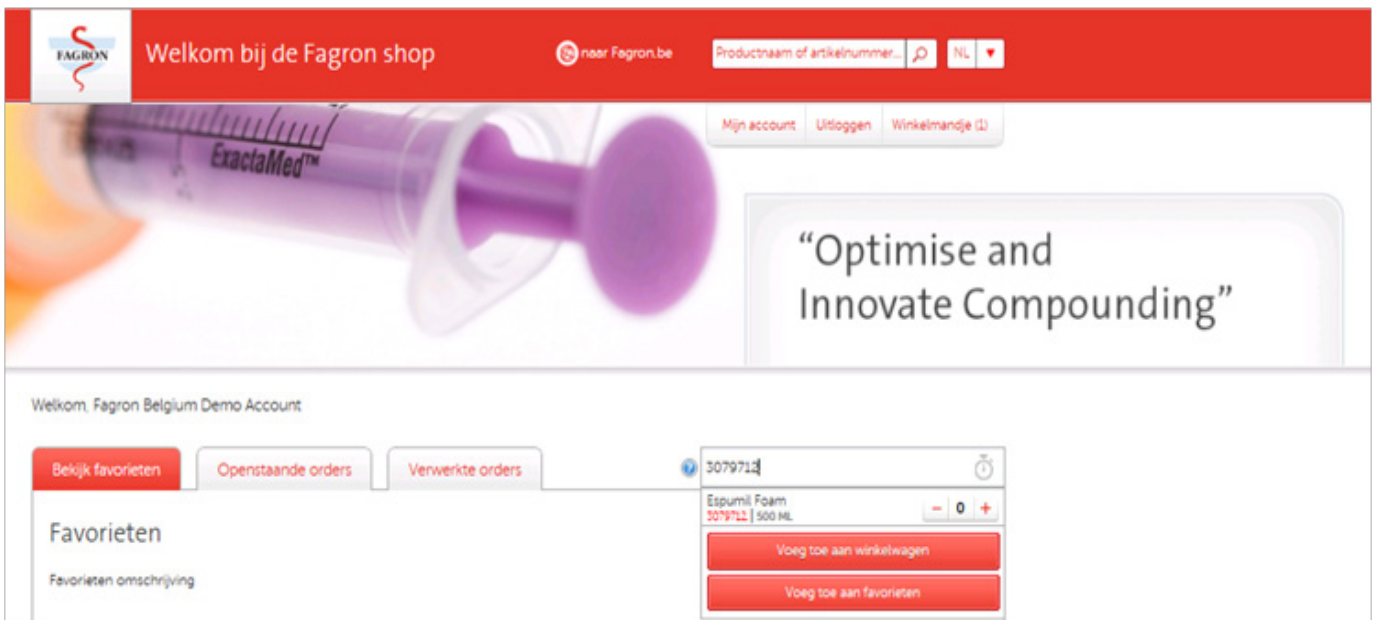 FAGRON
Welkom bij de Fagron shop
naar Fagron.be
Productnaam of artikelnummer...
NL
Mijn account
Uitloggen
Winkelmandje (1)
ExactaMed™
2.5
“Optimise and
Innovate Compounding”
Welkom, Fagron Belgium Demo Account
Bekijk favorieten
Openstaande orders
Verwerkte orders
3079712
Espumil Foam
3079712 | 500 ML
- 0 +
Favorieten
Voeg toe aan winkelwagen
Favorieten omschrijving
Voeg toe aan favorieten